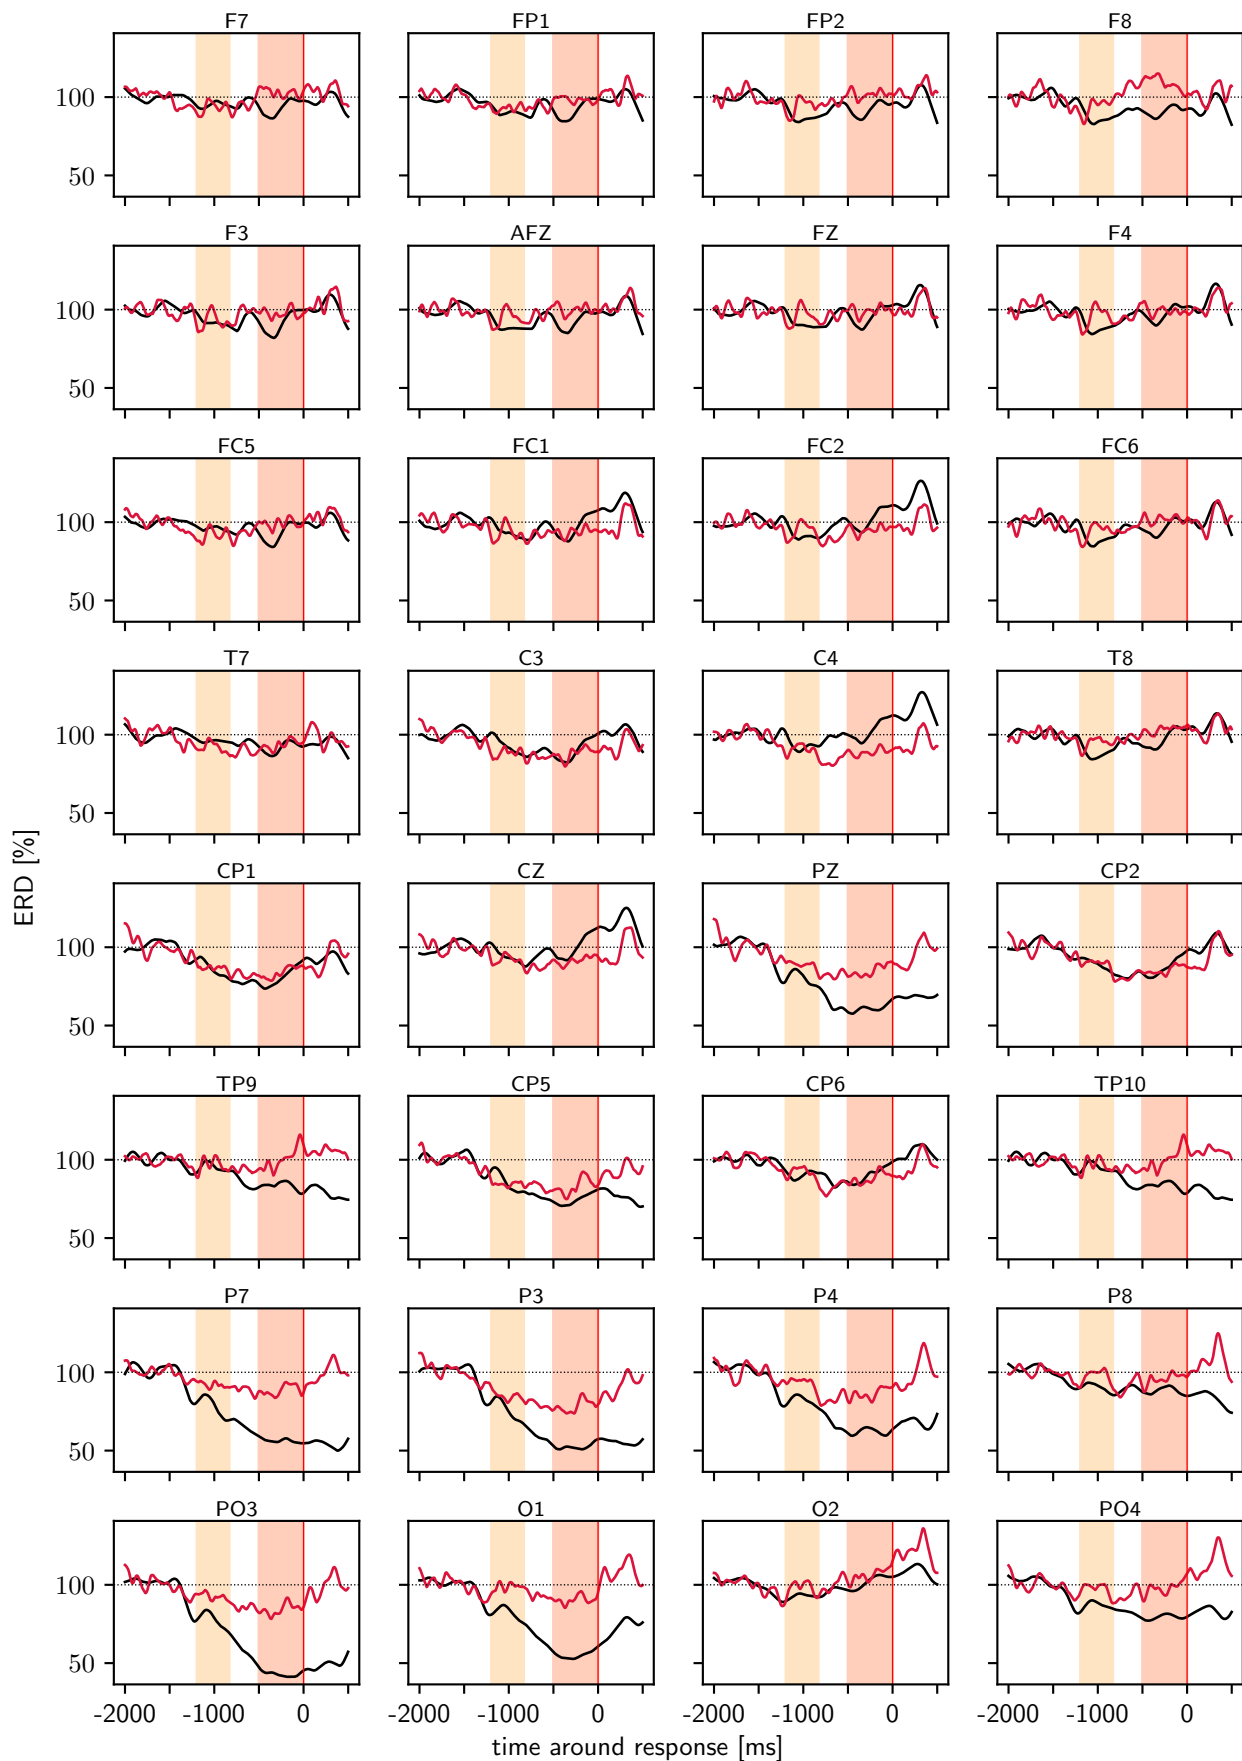 F7 FP1 FP2 F8
100
50
F3 AFZ FZ F4
100
50
FC5 FC1 FC2 FC6
100
50
T7 C3 C4 T8
100
50
ERD [%]
CP1 CZ PZ CP2
100
50
TP9 CP5 CP6 TP10
100
50
P7 P3 P4 P8
100
50
PO3 O1 O2 PO4
100
50
-2000 -1000 0 -2000 -1000 0 -2000 -1000 0 -2000 -1000 0
time around response [ms]